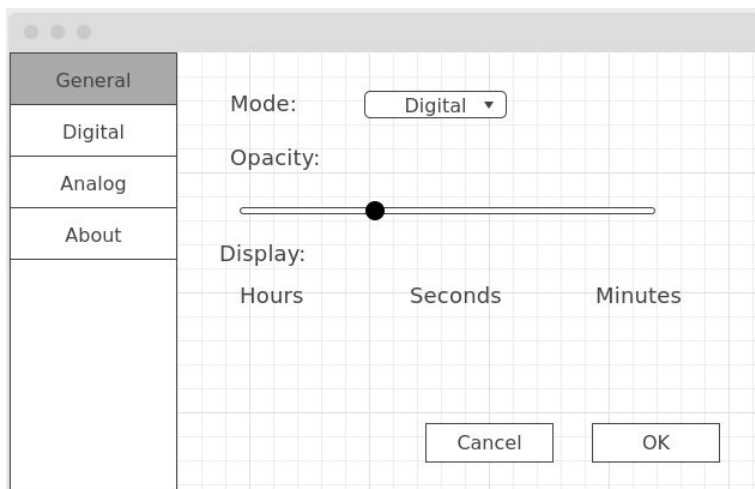 General
Digital
Analog
About
Mode: Digital
Opacity:
Display:
Hours Seconds Minutes
Cancel OK